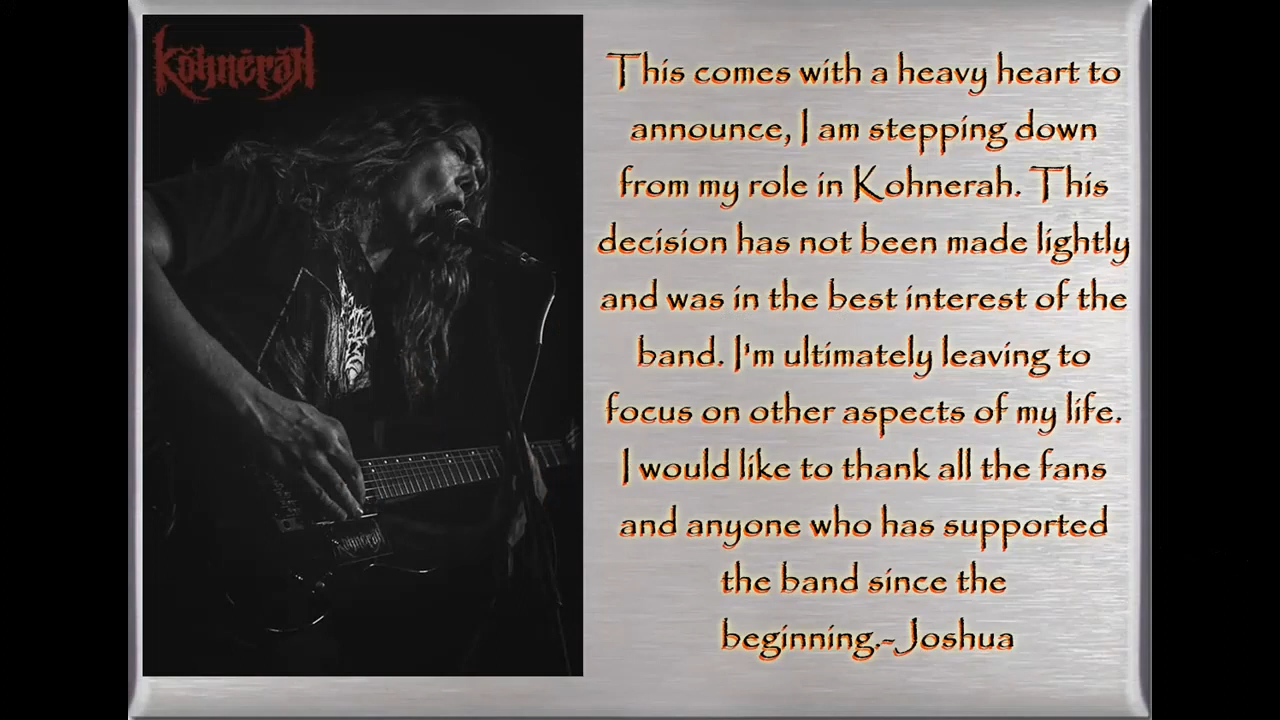 Köhnerah
This comes with a heavy heart to
announce, I am stepping down
from my role in Kohnerah. This
decision has not been made lightly
and was in the best interest of the
band. I'm ultimately leaving to
focus on other aspects of my life.
I would like to thank all the fans
and anyone who has supported
the band since the
beginning.-Joshua